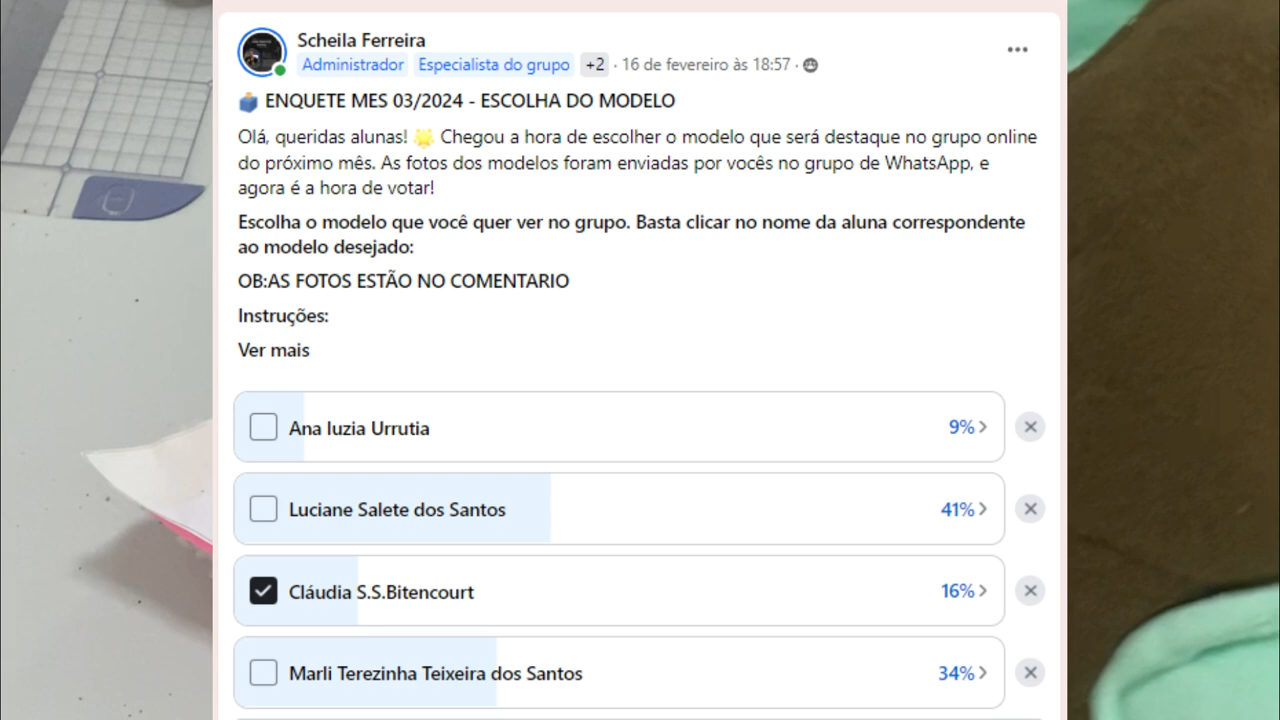 Scheila Ferreira
Administrador Especialista do grupo +2 · 16 de fevereiro às 18:57 ·
ENQUETE MES 03/2024 - ESCOLHA DO MODELO
Olá, queridas alunas! 🌟 Chegou a hora de escolher o modelo que será destaque no grupo online
do próximo mês. As fotos dos modelos foram enviadas por vocês no grupo de WhatsApp, e
agora é a hora de votar!
Escolha o modelo que você quer ver no grupo. Basta clicar no nome da aluna correspondente
ao modelo desejado:
OB:AS FOTOS ESTÃO NO COMENTARIO
Instruções:
Ver mais
Ana luzia Urrutia 9%
Luciane Salete dos Santos 41%
Cláudia S.S.Bitencourt 16%
Marli Terezinha Teixeira dos Santos 34%